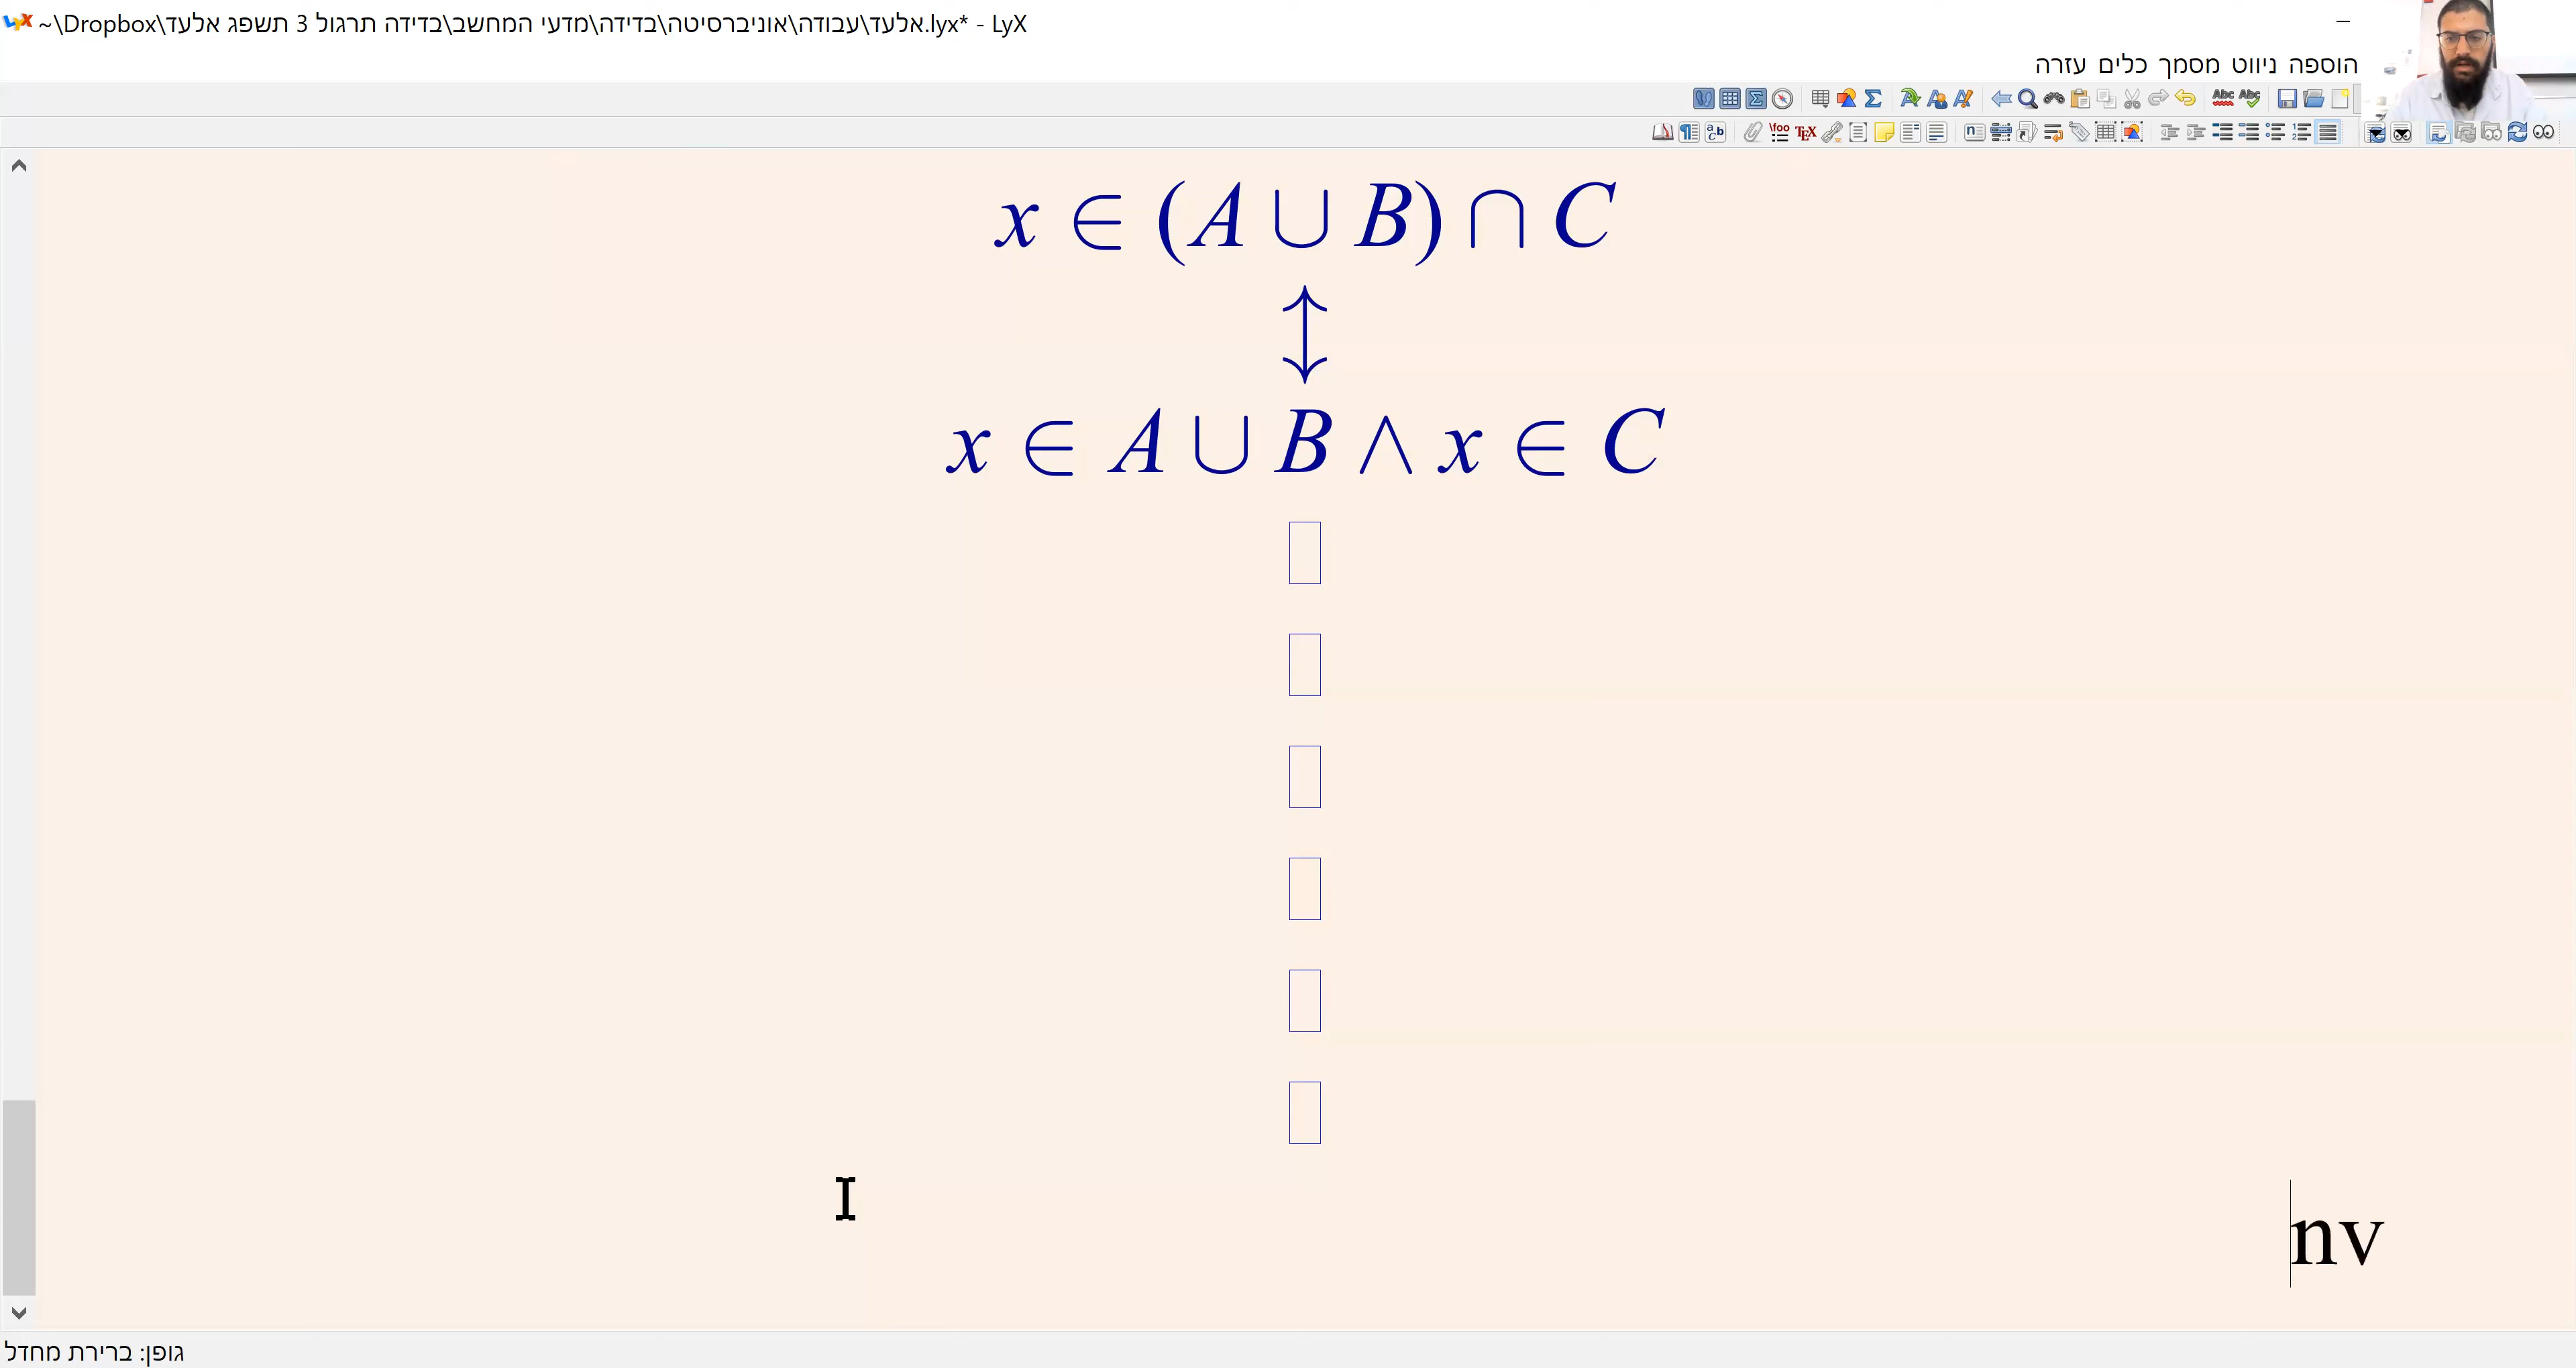 ~\Dropbox\אלעד\עבודה\אוניברסיטה\בדידה\מדעי המחשב\בדידה תרגול 3 תשפג אלעד.lyx* - LyX
הוספה ניווט מסמך כלים עזרה
x ∈ (A ∪ B) ∩ C
↕
x ∈ A ∪ B ∧ x ∈ C
nv
גופן: ברירת מחדל